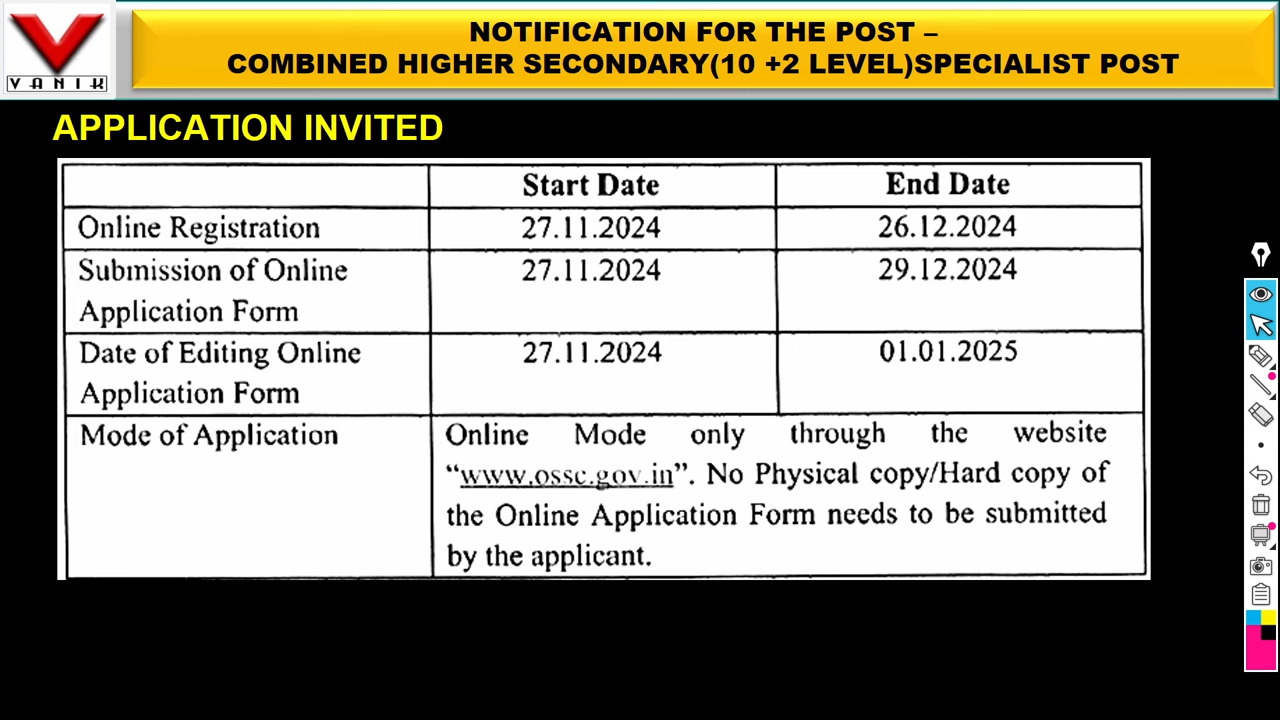 VANIK
NOTIFICATION FOR THE POST –
COMBINED HIGHER SECONDARY(10 +2 LEVEL)SPECIALIST POST
APPLICATION INVITED
Start Date End Date
Online Registration 27.11.2024 26.12.2024
Submission of Online 27.11.2024 29.12.2024
Application Form
Date of Editing Online 27.11.2024 01.01.2025
Application Form
Mode of Application Online Mode only through the website
“www.ossc.gov.in”. No Physical copy/Hard copy of
the Online Application Form needs to be submitted
by the applicant.